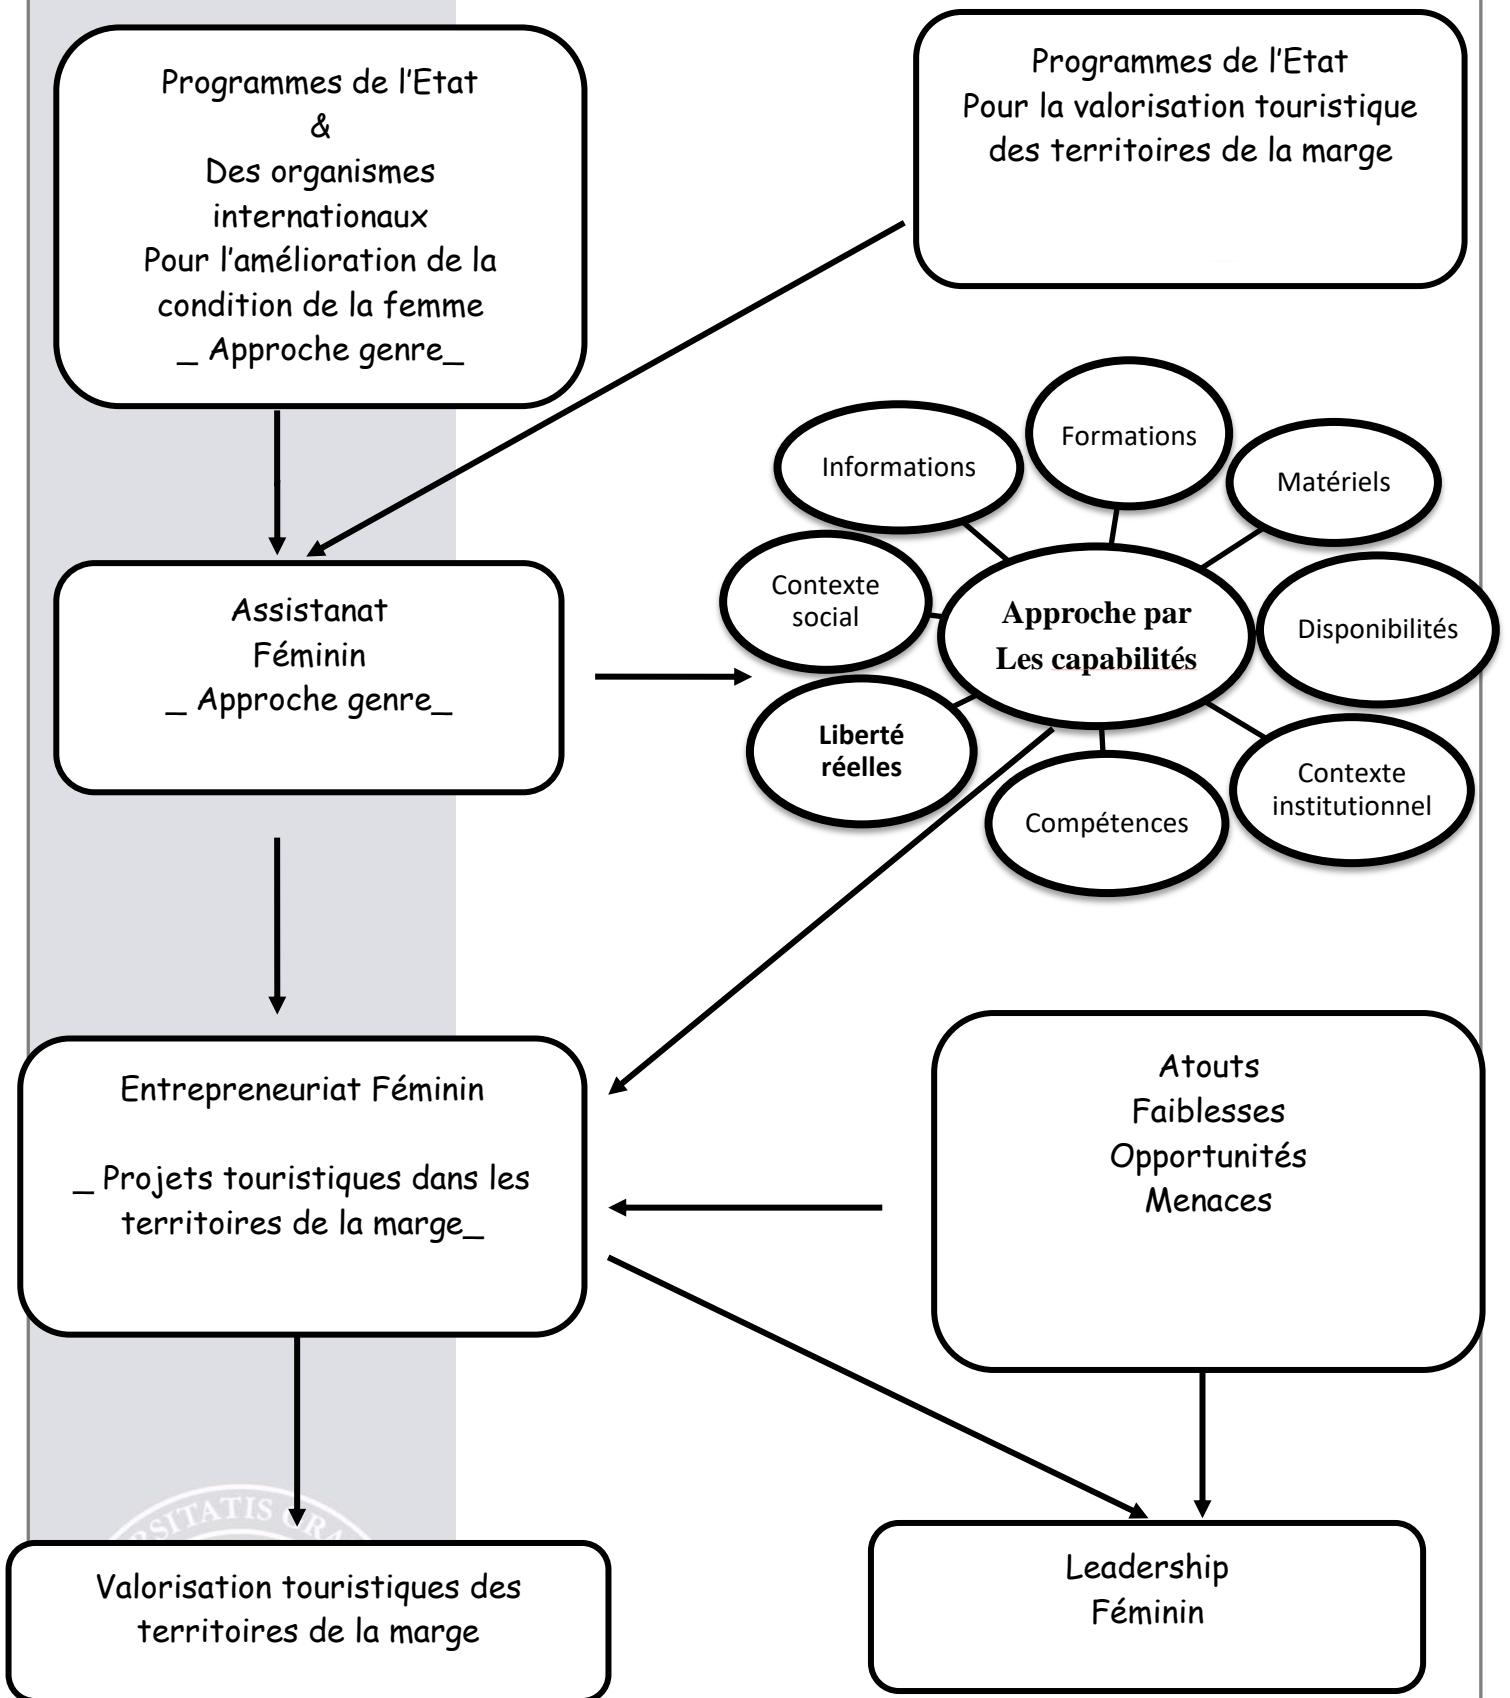 Programmes de l'Etat
&
Des organismes
internationaux
Pour l'amélioration de la
condition de la femme
_ Approche genre_
Programmes de l'Etat
Pour la valorisation touristique
des territoires de la marge
Formations
Informations
Matériels
Contexte
social
Approche par
Les capabilités
Disponibilités
Liberté
réelles
Contexte
institutionnel
Compétences
Assistanat
Féminin
_ Approche genre_
Entrepreneuriat Féminin
_ Projets touristiques dans les
territoires de la marge_
Atouts
Faiblesses
Opportunités
Menaces
Valorisation touristiques des
territoires de la marge
Leadership
Féminin